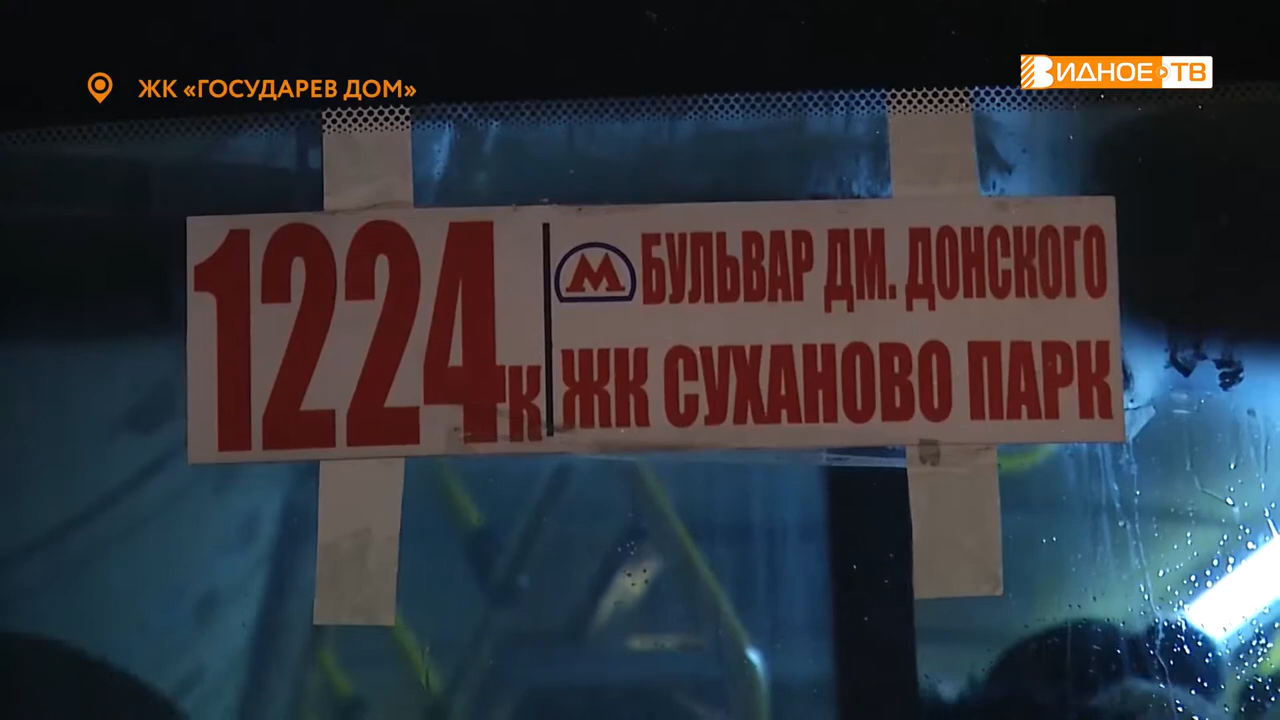 ЖК «ГОСУДАРЕВ ДОМ»
ВИДНОЕ ТВ
1224к
М БУЛЬВАР ДМ. ДОНСКОГО
ЖК СУХАНОВО ПАРК